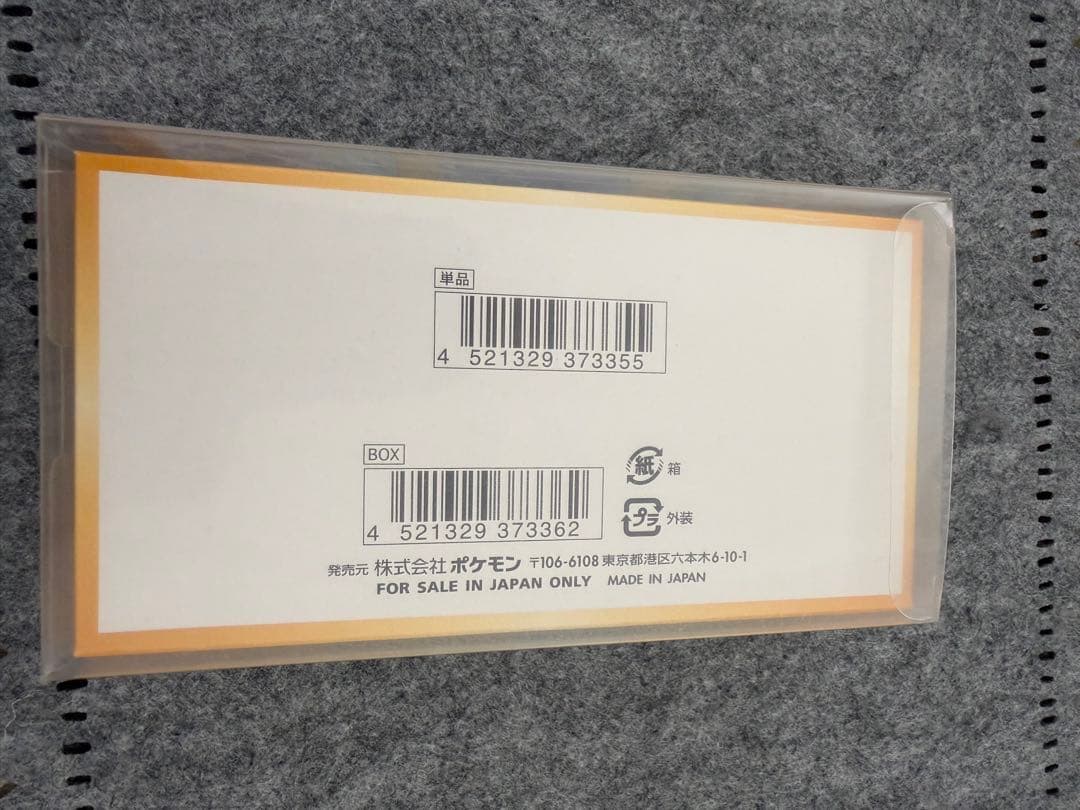 単品
4 521329 373355
BOX
4 521329 373362
紙 箱
プラ 外装
発売元 株式会社 ポケモン 〒106-6108 東京都港区六本木6-10-1
FOR SALE IN JAPAN ONLY MADE IN JAPAN